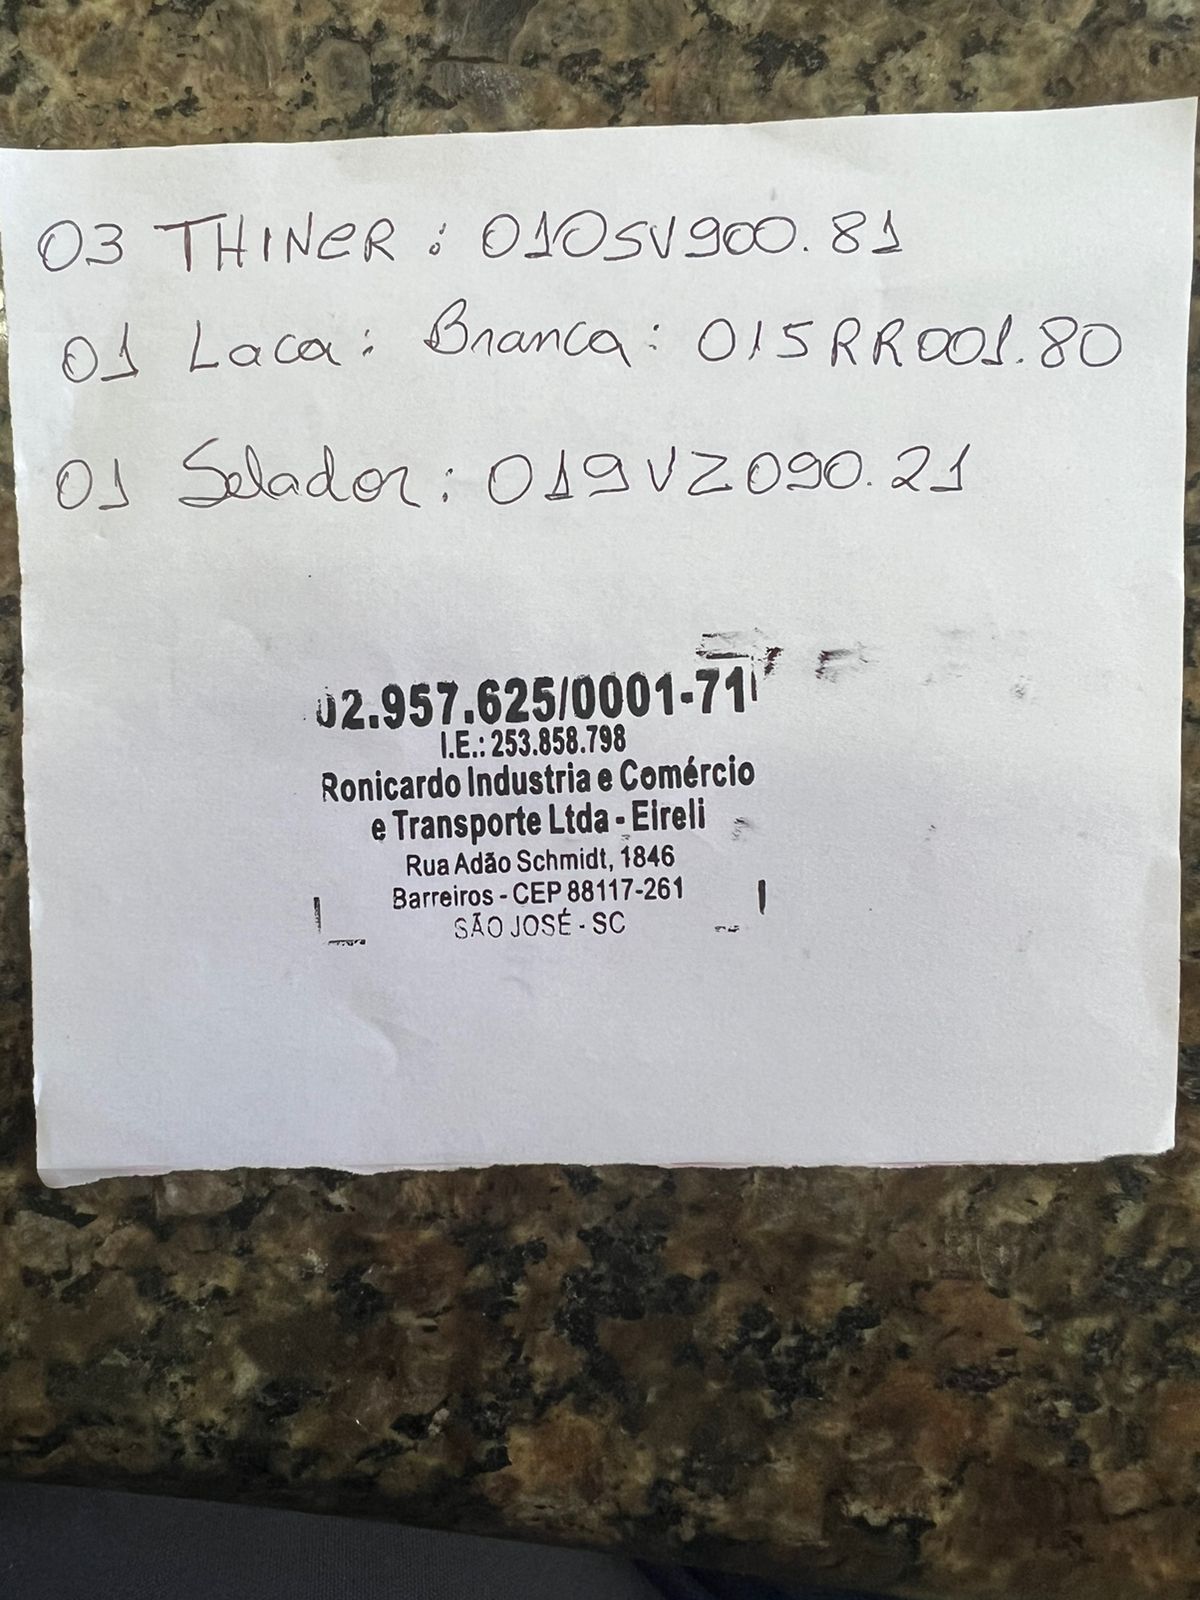 03 THINER: 010SV900.81
01 Laca: Branca: 015RR001.80
01 Selador: 019VZ090.21
02.957.625/0001-71
I.E.: 253.858.798
Ronicardo Industria e Comércio
e Transporte Ltda - Eireli
Rua Adão Schmidt, 1846
Barreiros - CEP 88117-261
SÃO JOSÉ - SC